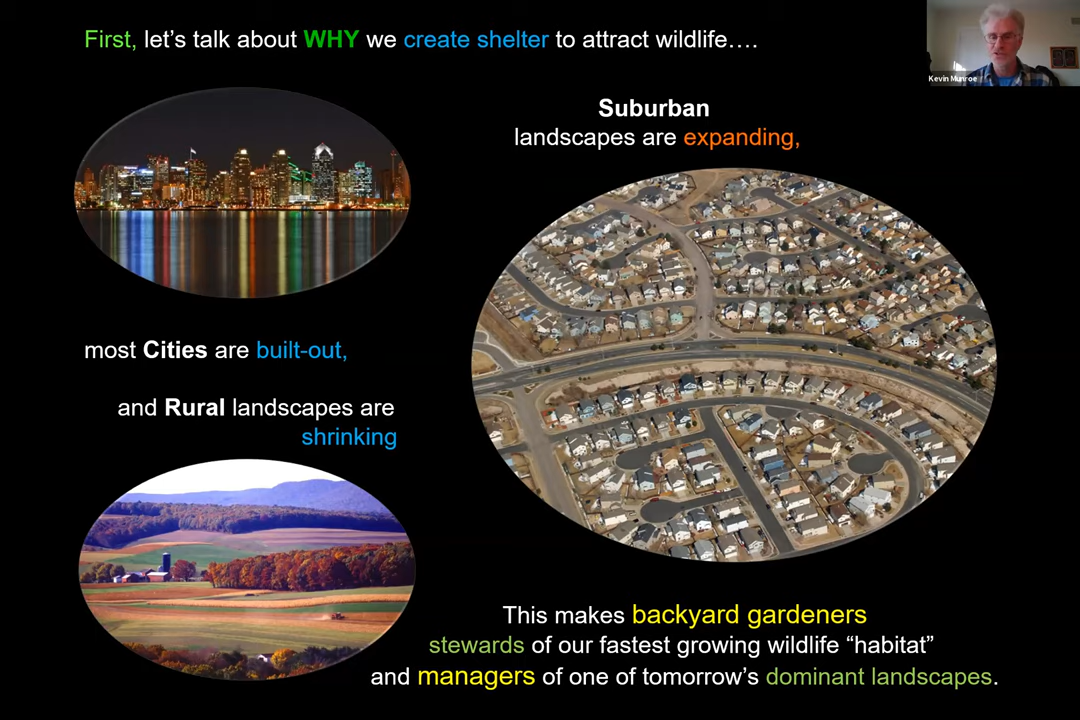 First, let’s talk about WHY we create shelter to attract wildlife….
Kevin Munroe
Suburban
landscapes are expanding,
most Cities are built-out,
and Rural landscapes are
shrinking
This makes backyard gardeners
stewards of our fastest growing wildlife “habitat”
and managers of one of tomorrow’s dominant landscapes.